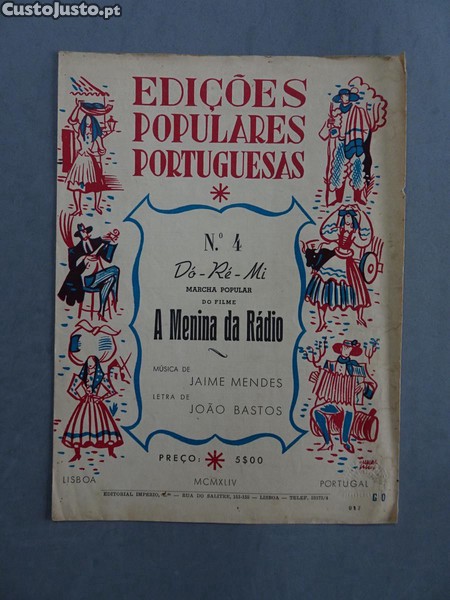 CustoJusto.pt
EDIÇÕES
POPULARES
PORTUGUESAS
N.º 4
Dó-Ré-Mi
MARCHA POPULAR
DO FILME
A Menina da Rádio
MÚSICA DE
JAIME MENDES
LETRA DE
JOÃO BASTOS
PREÇO: 5$00
LISBOA MCMXLIV PORTUGAL